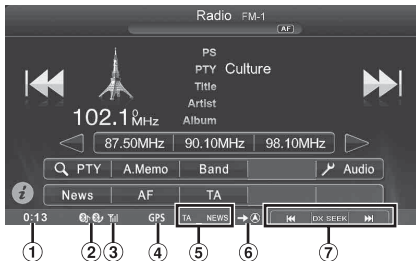 Radio FM-1
AF
PS
PTY Culture
Title
Artist
Album
102.10 MHz
87.50MHz 90.10MHz 98.10MHz
PTY A.Memo Band Audio
i News AF TA
0:13 GPS TA NEWS A DX SEEK
1 2 3 4 5 6 7